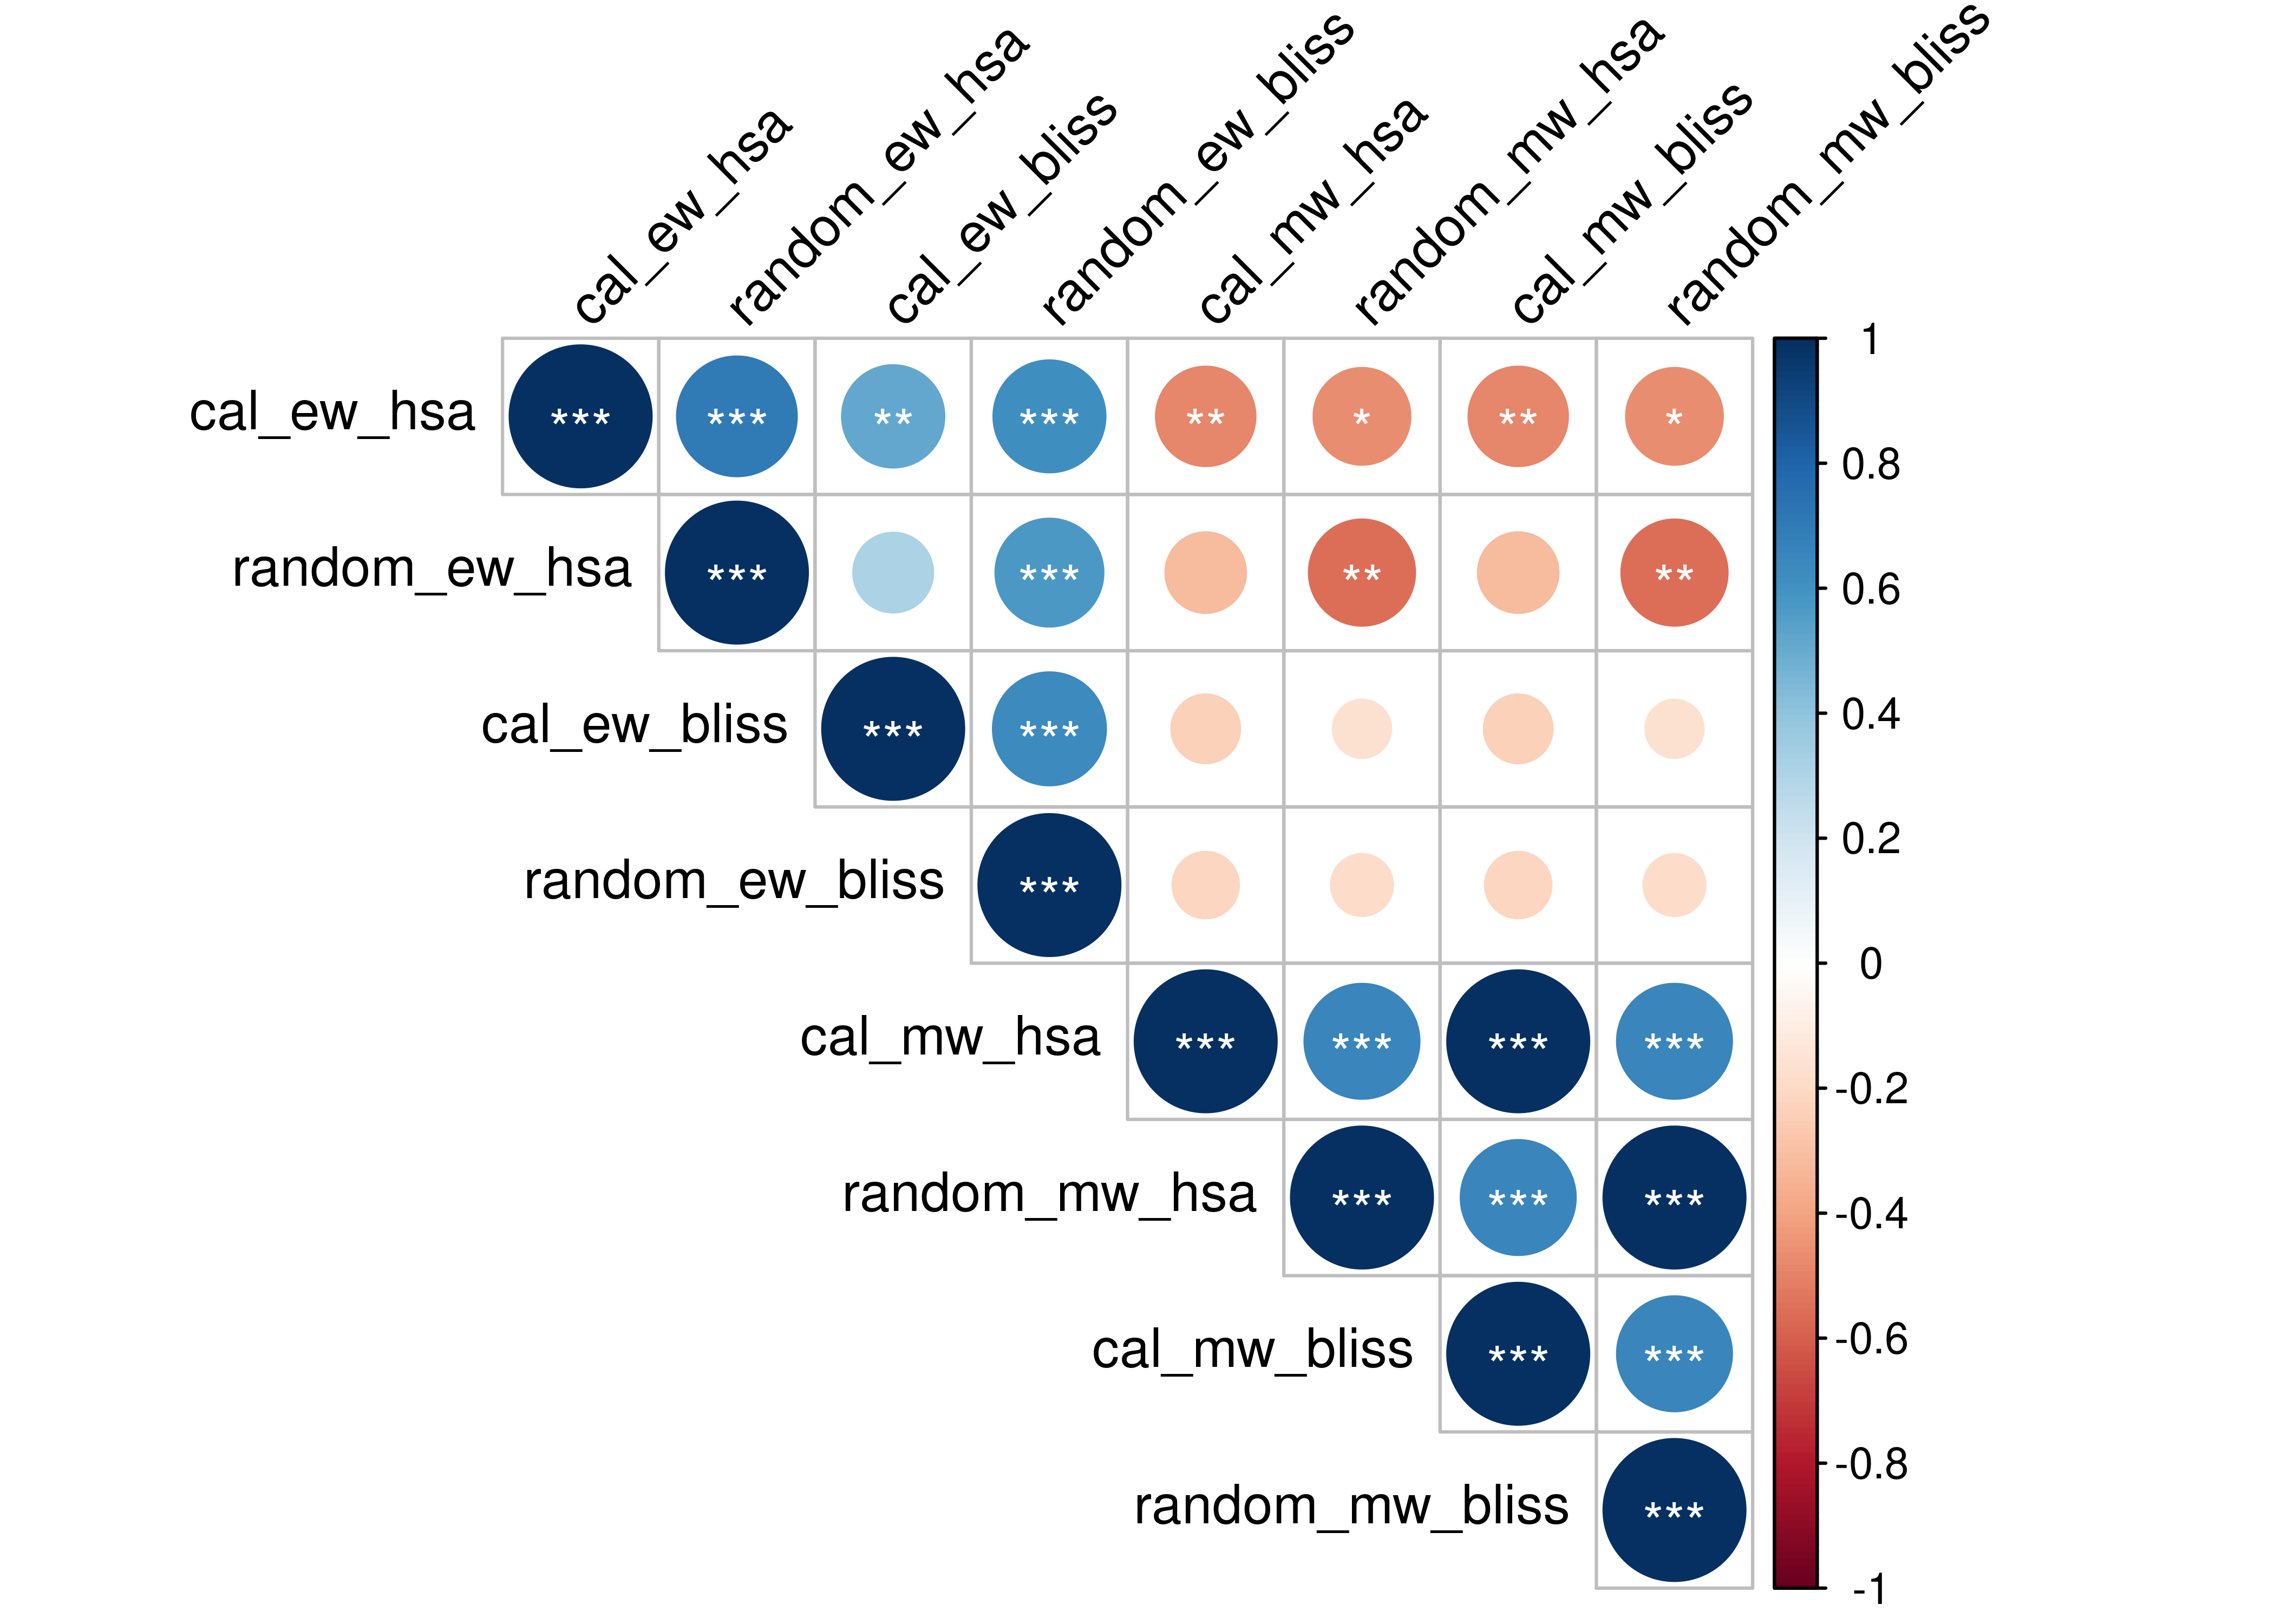 cal_ew_hsa
random_ew_hsa
cal_ew_bliss
random_ew_bliss
cal_mw_hsa
random_mw_hsa
cal_mw_bliss
random_mw_bliss
cal_ew_hsa *** *** ** *** ** * ** *
random_ew_hsa *** *** ** **
cal_ew_bliss *** ***
random_ew_bliss ***
cal_mw_hsa *** *** *** ***
random_mw_hsa *** *** ***
cal_mw_bliss *** ***
random_mw_bliss ***
1
0.8
0.6
0.4
0.2
0
-0.2
-0.4
-0.6
-0.8
-1